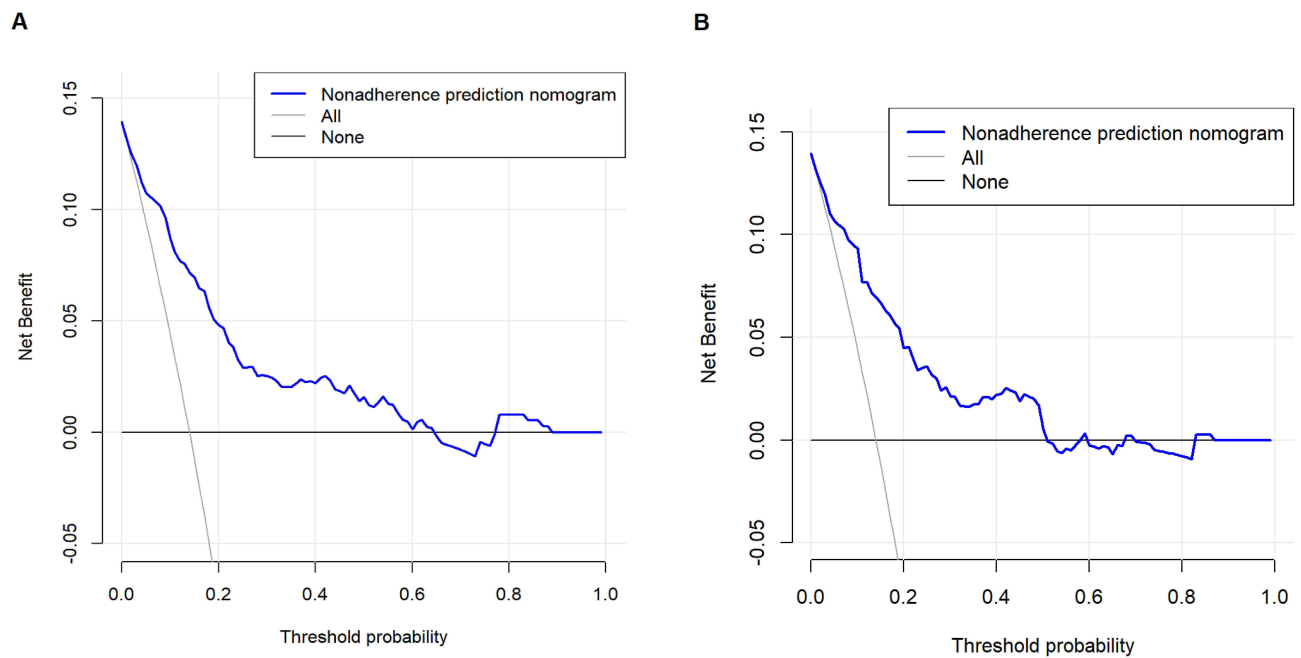 A
Nonadherence prediction nomogram
All
None
0.15
0.10
0.05
0.00
-0.05
Net Benefit
0.0 0.2 0.4 0.6 0.8 1.0
Threshold probability
B
Nonadherence prediction nomogram
All
None
0.15
0.10
0.05
0.00
-0.05
Net Benefit
0.0 0.2 0.4 0.6 0.8 1.0
Threshold probability